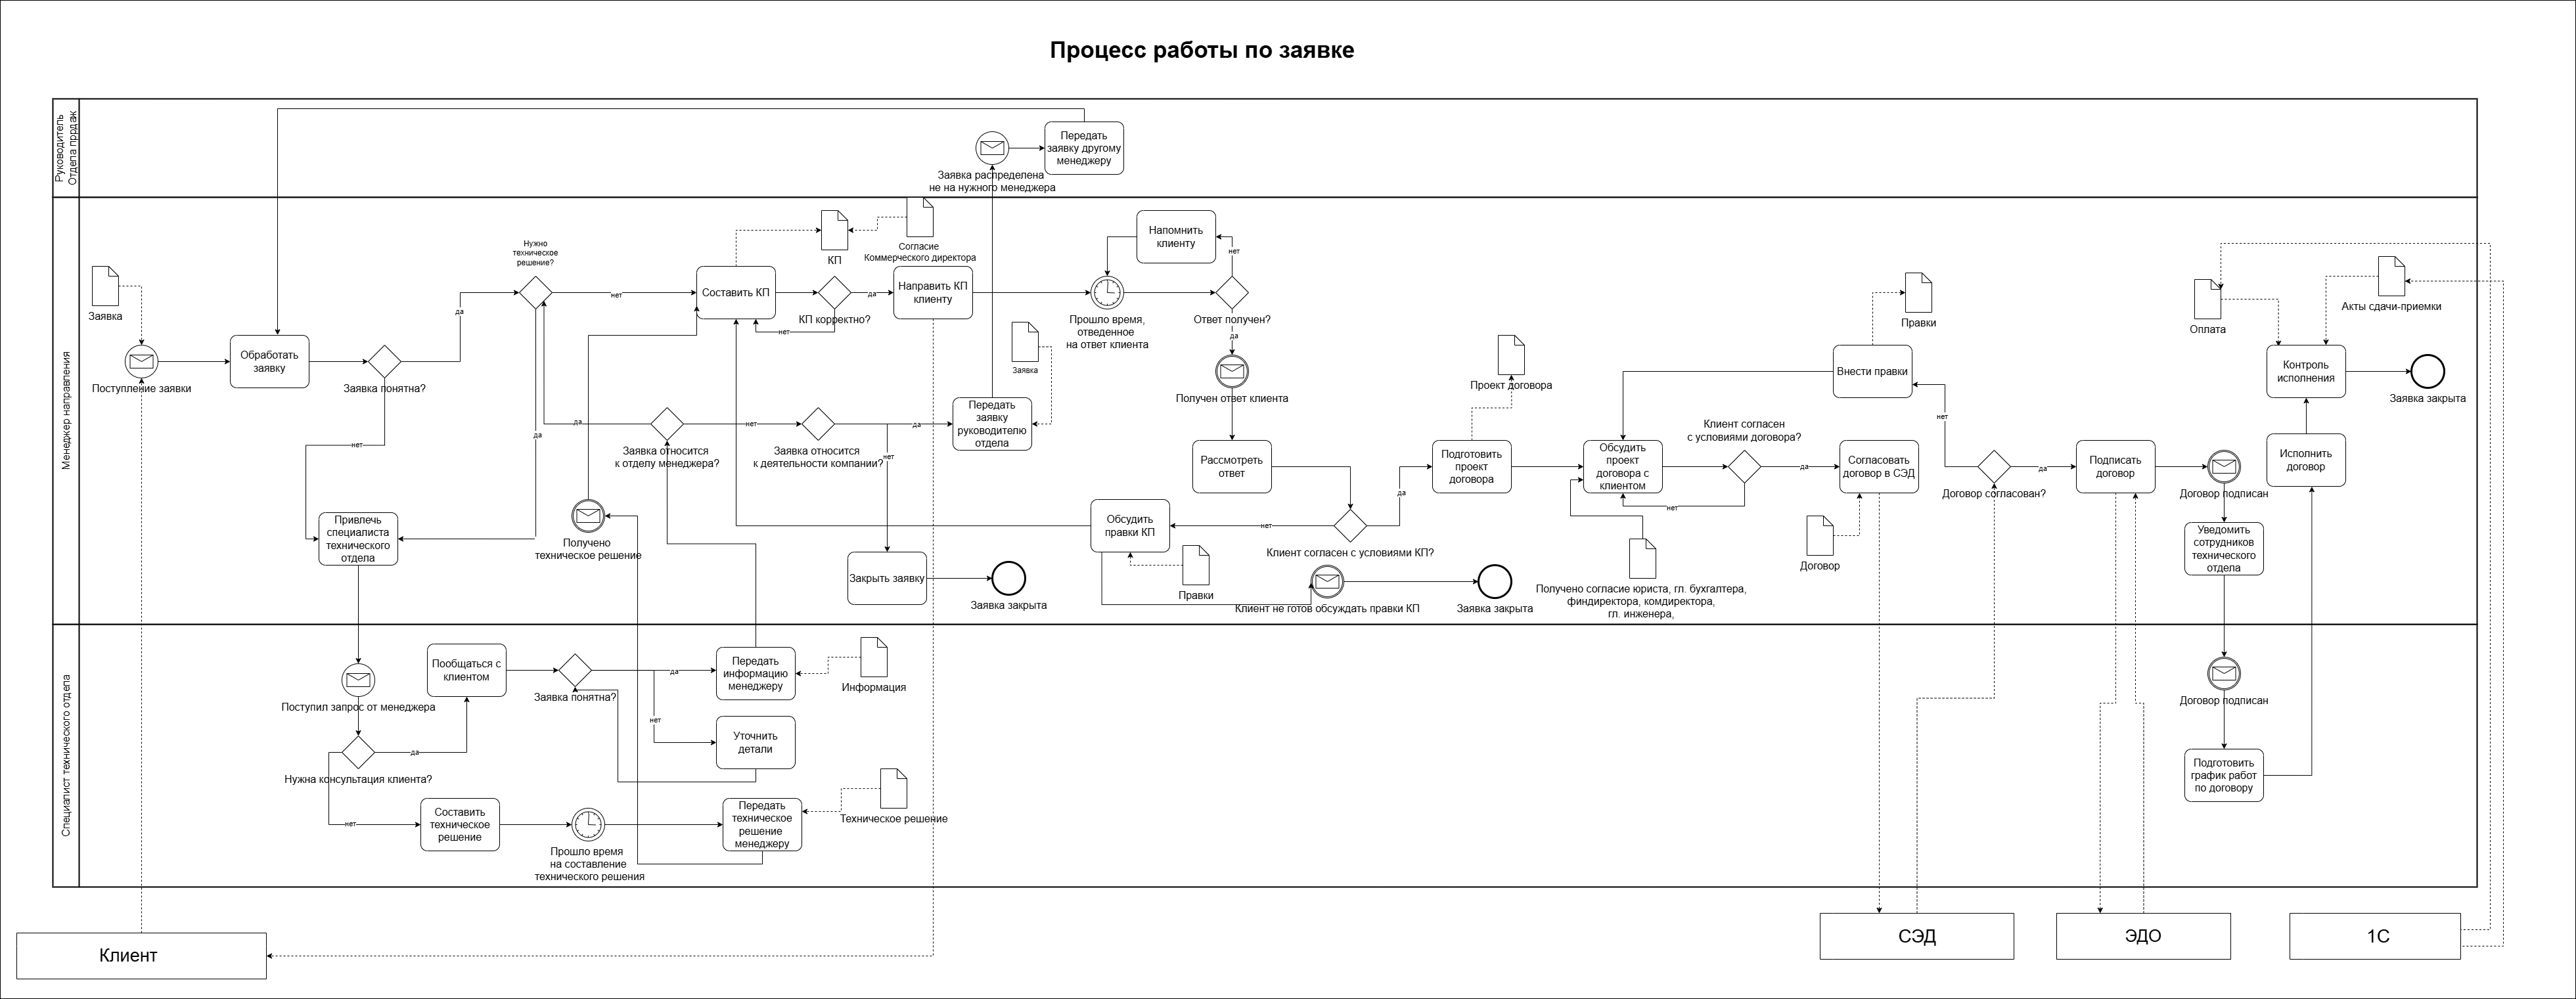 Процесс работы по заявке
Руководитель
Отдела пррдаж
Передать
заявку другому
менеджеру
Заявка распределена
не на нужного менеджера
Менеджер направления
Заявка
Поступление заявки
Обработать
заявку
Заявка понятна?
да
нет
Нужно
техническое
решение?
нет
да
Составить КП
КП
Согласие
Коммерческого директора
КП корректно?
да
нет
Направить КП
клиенту
Заявка
Напомнить
клиенту
нет
Прошло время,
отведенное
на ответ клиента
Ответ получен?
да
Получен ответ клиента
Рассмотреть
ответ
да
Заявка относится
к отделу менеджера?
нет
Заявка относится
к деятельности компании?
да
нет
Передать
заявку
руководителю
отдела
Привлечь
специалиста
технического
отдела
Получено
техническое решение
Закрыть заявку
Заявка закрыта
Обсудить
правки КП
Правки
нет
Клиент согласен с условиями КП?
да
Клиент не готов обсуждать правки КП
Заявка закрыта
Проект договора
Подготовить
проект
договора
Обсудить
проект
договора с
клиентом
Получено согласие юриста, гл. бухгалтера,
финдиректора, комдиректора,
гл. инженера,
Клиент согласен
с условиями договора?
да
нет
Правки
Внести правки
Согласовать
договор в СЭД
Договор
нет
Договор согласован?
да
Подписать
договор
Договор подписан
Уведомить
сотрудников
технического
отдела
Оплата
Акты сдачи-приемки
Контроль
исполнения
Заявка закрыта
Исполнить
договор
Специалист технического отдела
Поступил запрос от менеджера
Нужна консультация клиента?
да
нет
Пообщаться с
клиентом
Заявка понятна?
да
нет
Передать
информацию
менеджеру
Информация
Уточнить
детали
Составить
техническое
решение
Прошло время
на составление
технического решения
Передать
техническое
решение
менеджеру
Техническое решение
Договор подписан
Подготовить
график работ
по договору
Клиент
СЭД
ЭДО
1С